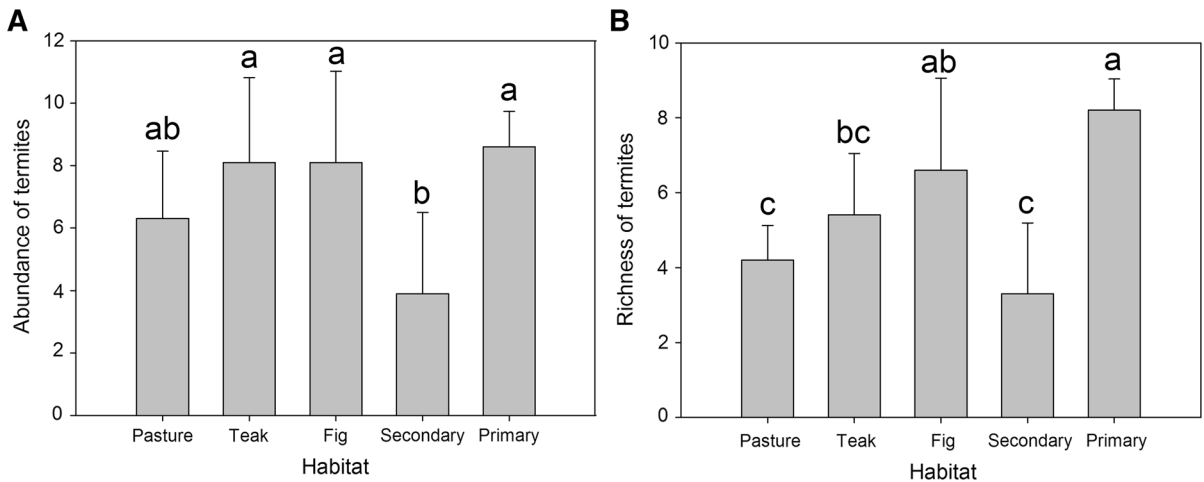 A
Abundance of termites
12
10
8
6
4
2
0
ab
a
a
b
a
Pasture Teak Fig Secondary Primary
Habitat
B
Richness of termites
10
8
6
4
2
0
c
bc
ab
c
a
Pasture Teak Fig Secondary Primary
Habitat